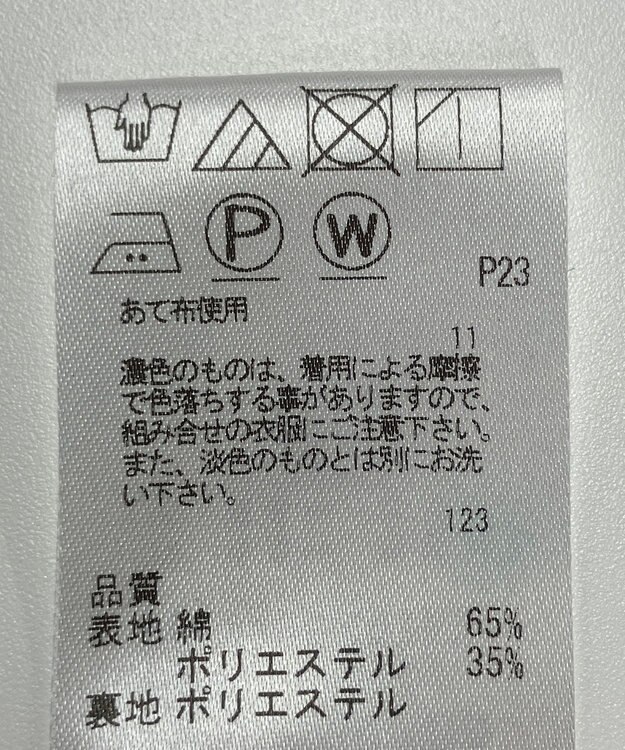 P W
P23
あて布使用
11
濃色のものは、着用による摩擦
で色落ちする事がありますので、
組み合せの衣服にご注意下さい。
また、淡色のものとは別にお洗
い下さい。
123
品質
表地 綿 65%
ポリエステル 35%
裏地 ポリエステル